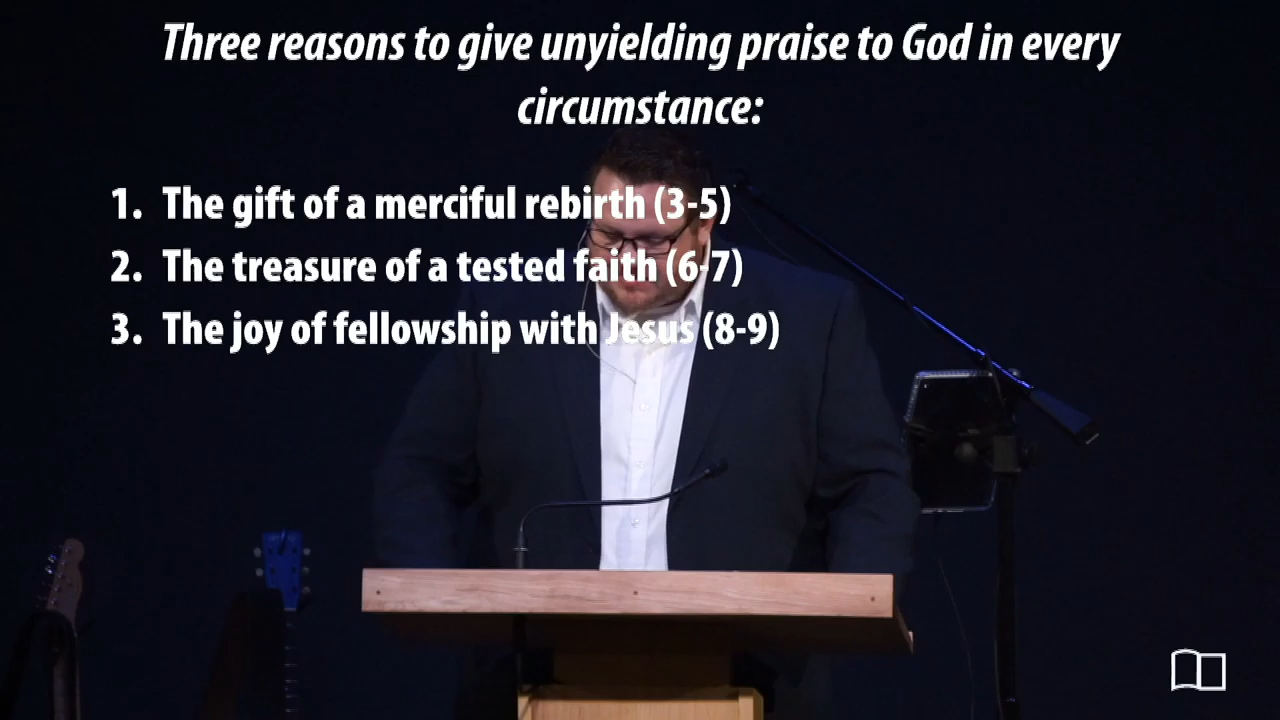 Three reasons to give unyielding praise to God in every
circumstance:
1. The gift of a merciful rebirth (3-5)
2. The treasure of a tested faith (6-7)
3. The joy of fellowship with Jesus (8-9)